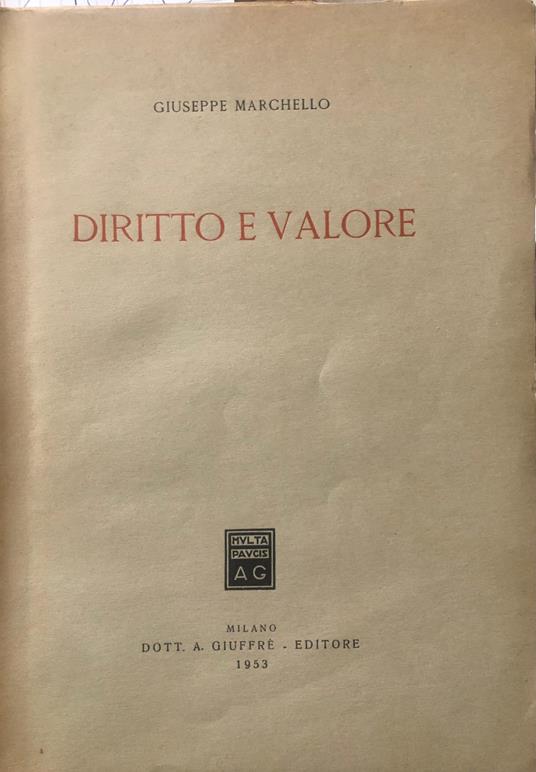 GIUSEPPE MARCHELLO
DIRITTO E VALORE
MVLTA
PAVCIS
AG
MILANO
DOTT. A. GIUFFRÈ - EDITORE
1953